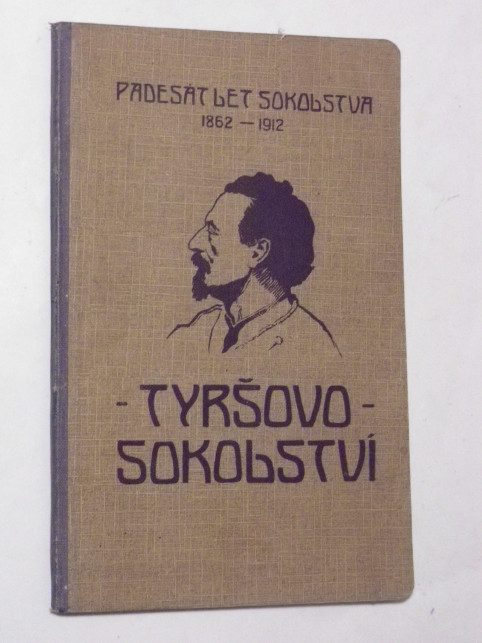 PADESÁT LET SOKOLSTVA
1862 — 1912
- TYRŠOVO -
SOKOLSTVÍ